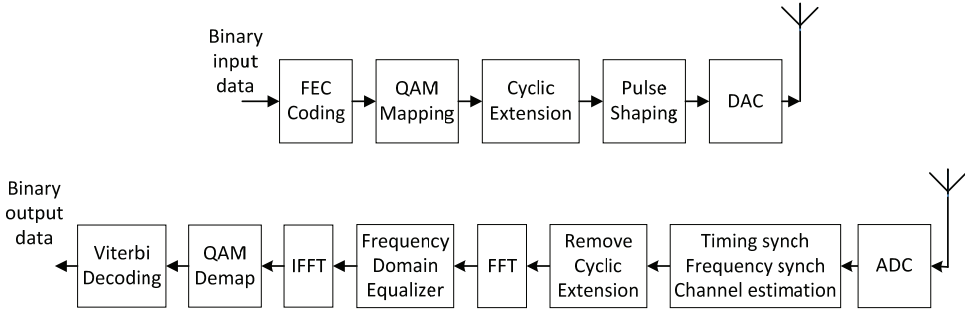 Binary
input
data
FEC
Coding
QAM
Mapping
Cyclic
Extension
Pulse
Shaping
DAC
Binary
output
data
Viterbi
Decoding
QAM
Demap
IFFT
Frequency
Domain
Equalizer
FFT
Remove
Cyclic
Extension
Timing synch
Frequency synch
Channel estimation
ADC